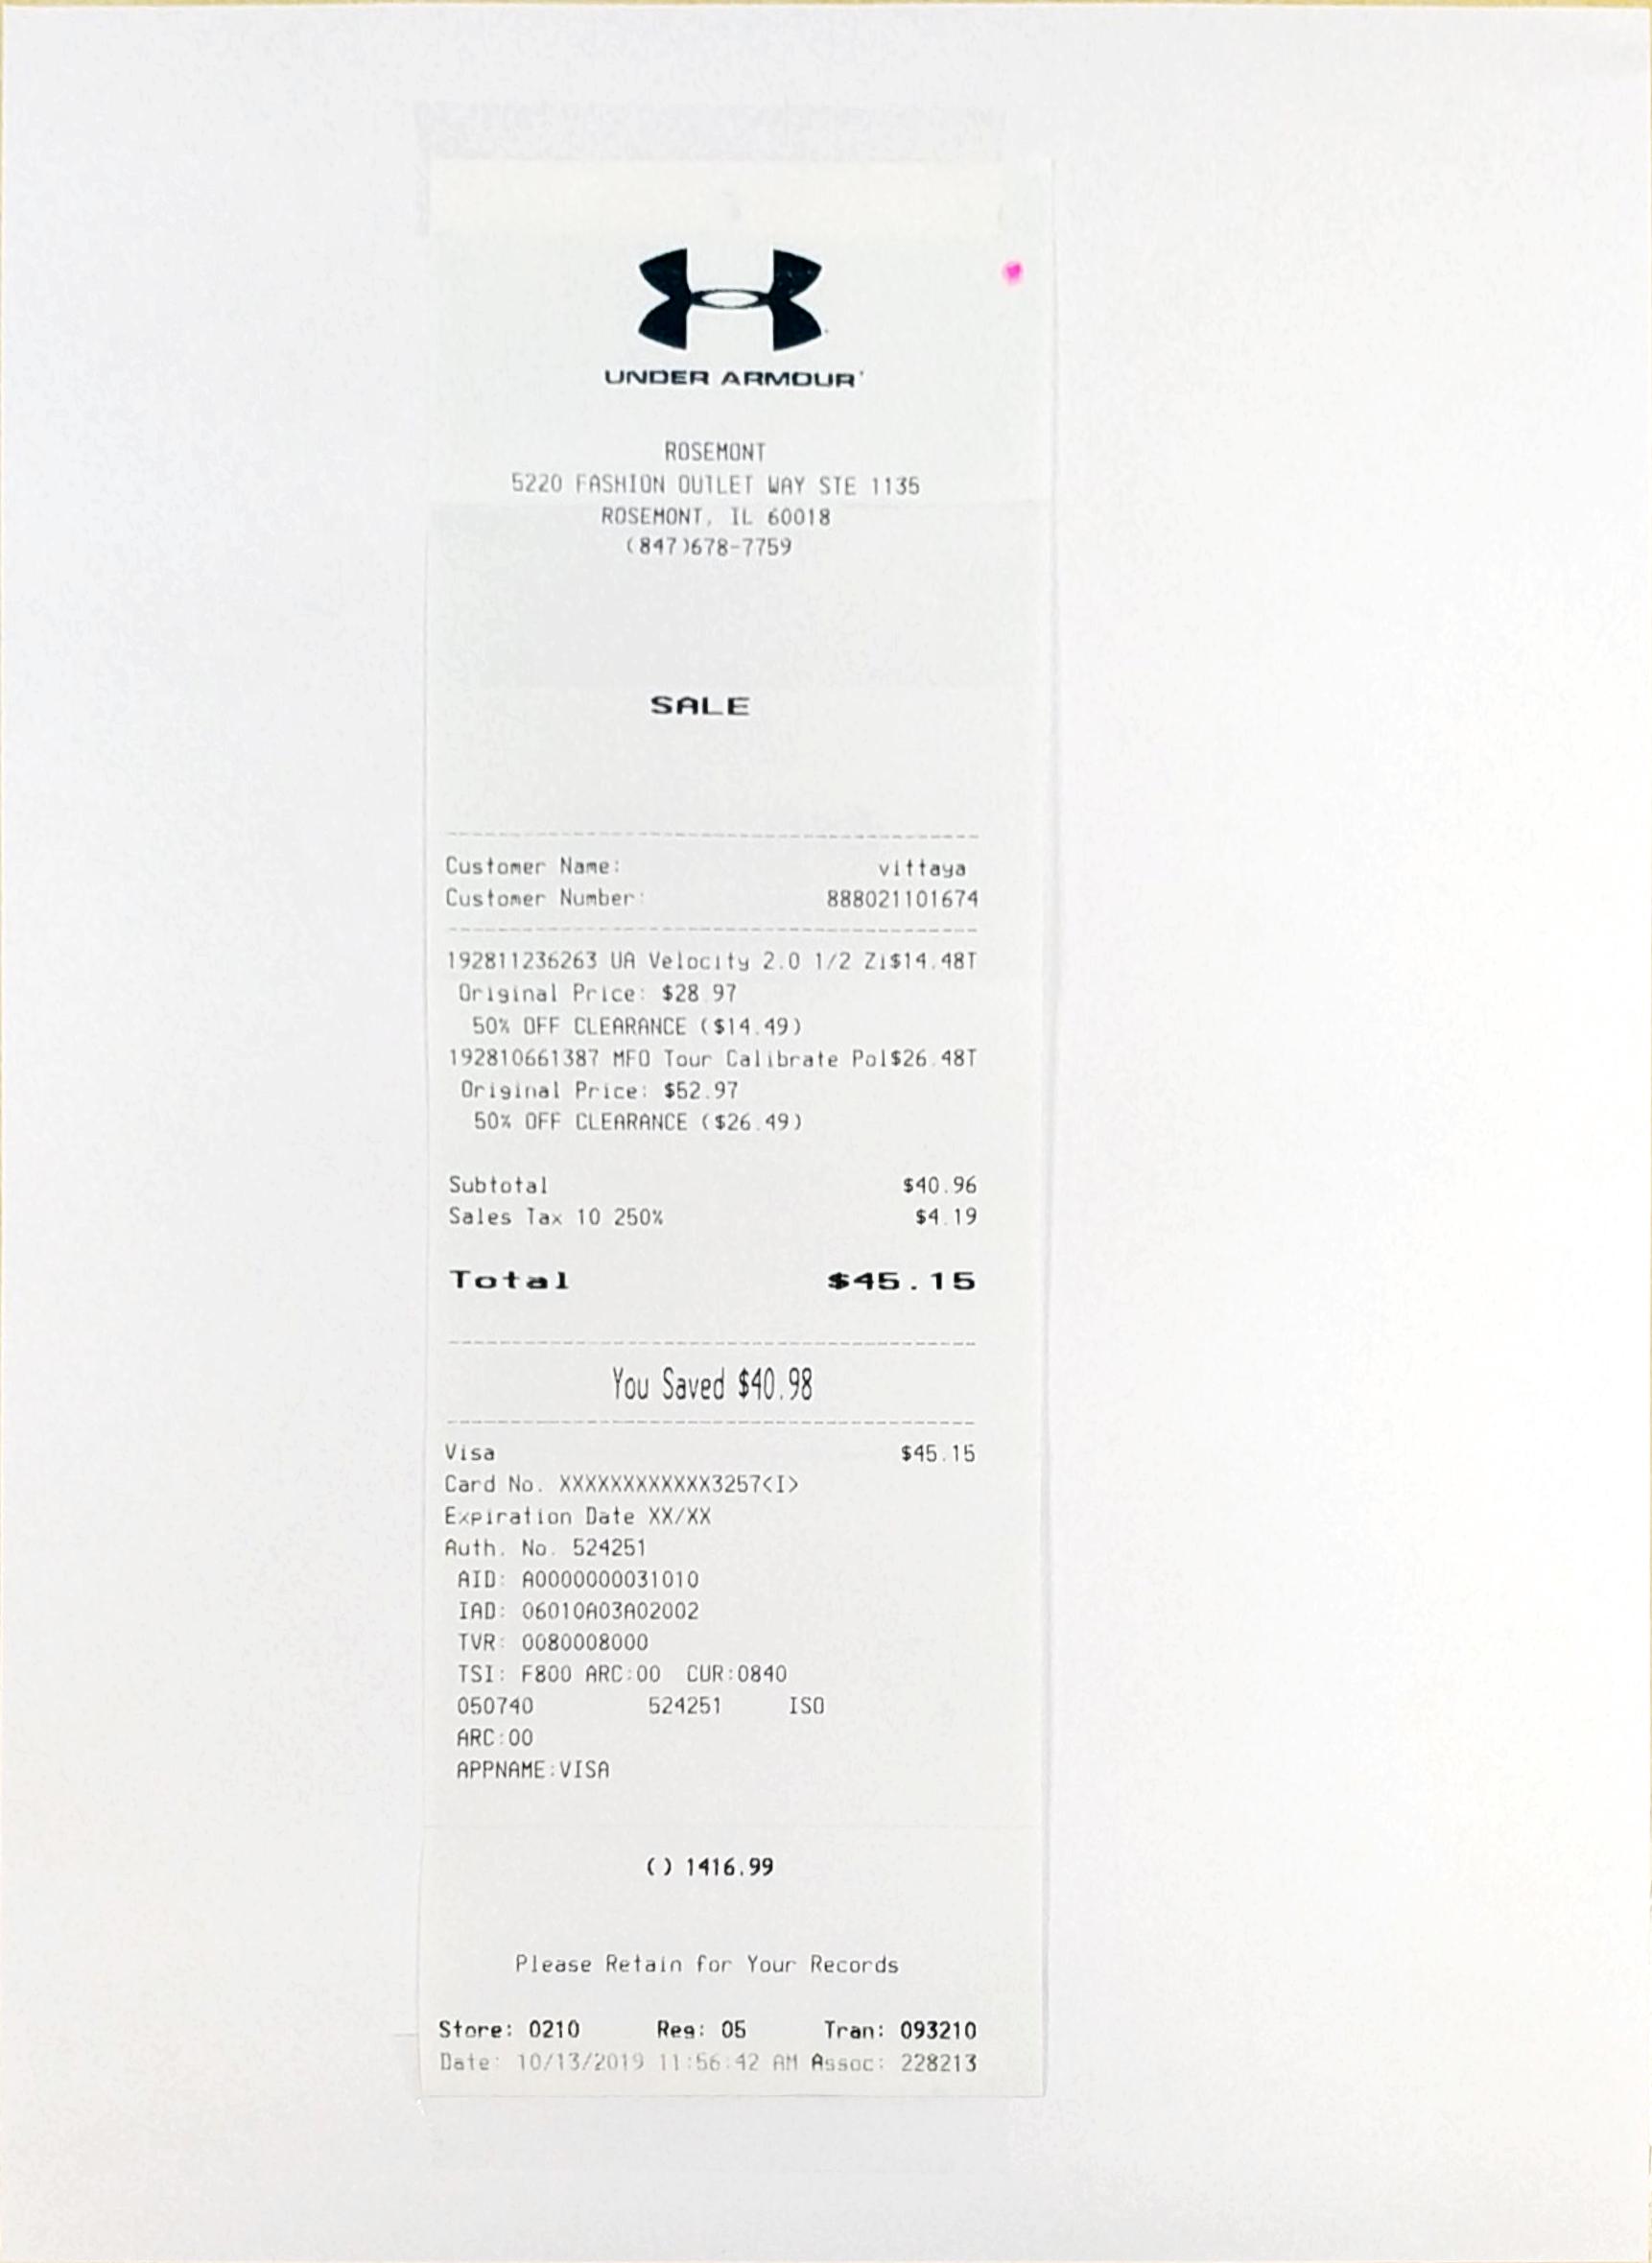 UNDER ARMOUR
ROSEMONT
5220 FASHION OUTLET WAY STE 1135
ROSEMONT, IL 60018
(847)678-7759
SALE
Customer Name: vittaya
Customer Number: 888021101674
192811236263 UA Velocity 2.0 1/2 Zi$14.48T
Original Price: $28.97
50% OFF CLEARANCE ($14.49)
192810661387 MFO Tour Calibrate Pol$26.48T
Original Price: $52.97
50% OFF CLEARANCE ($26.49)
Subtotal $40.96
Sales Tax 10 250% $4.19
Total $45.15
You Saved $40.98
Visa $45.15
Card No. XXXXXXXXXXXX3257<I>
Expiration Date XX/XX
Auth. No. 524251
AID: A0000000031010
IAD: 06010A03A02002
TVR: 0080008000
TSI: F800 ARC:00 CUR:0840
050740 524251 ISO
ARC:00
APPNAME:VISA
() 1416.99
Please Retain for Your Records
Store: 0210 Reg: 05 Tran: 093210
Date: 10/13/2019 11:56:42 AM Assoc: 228213